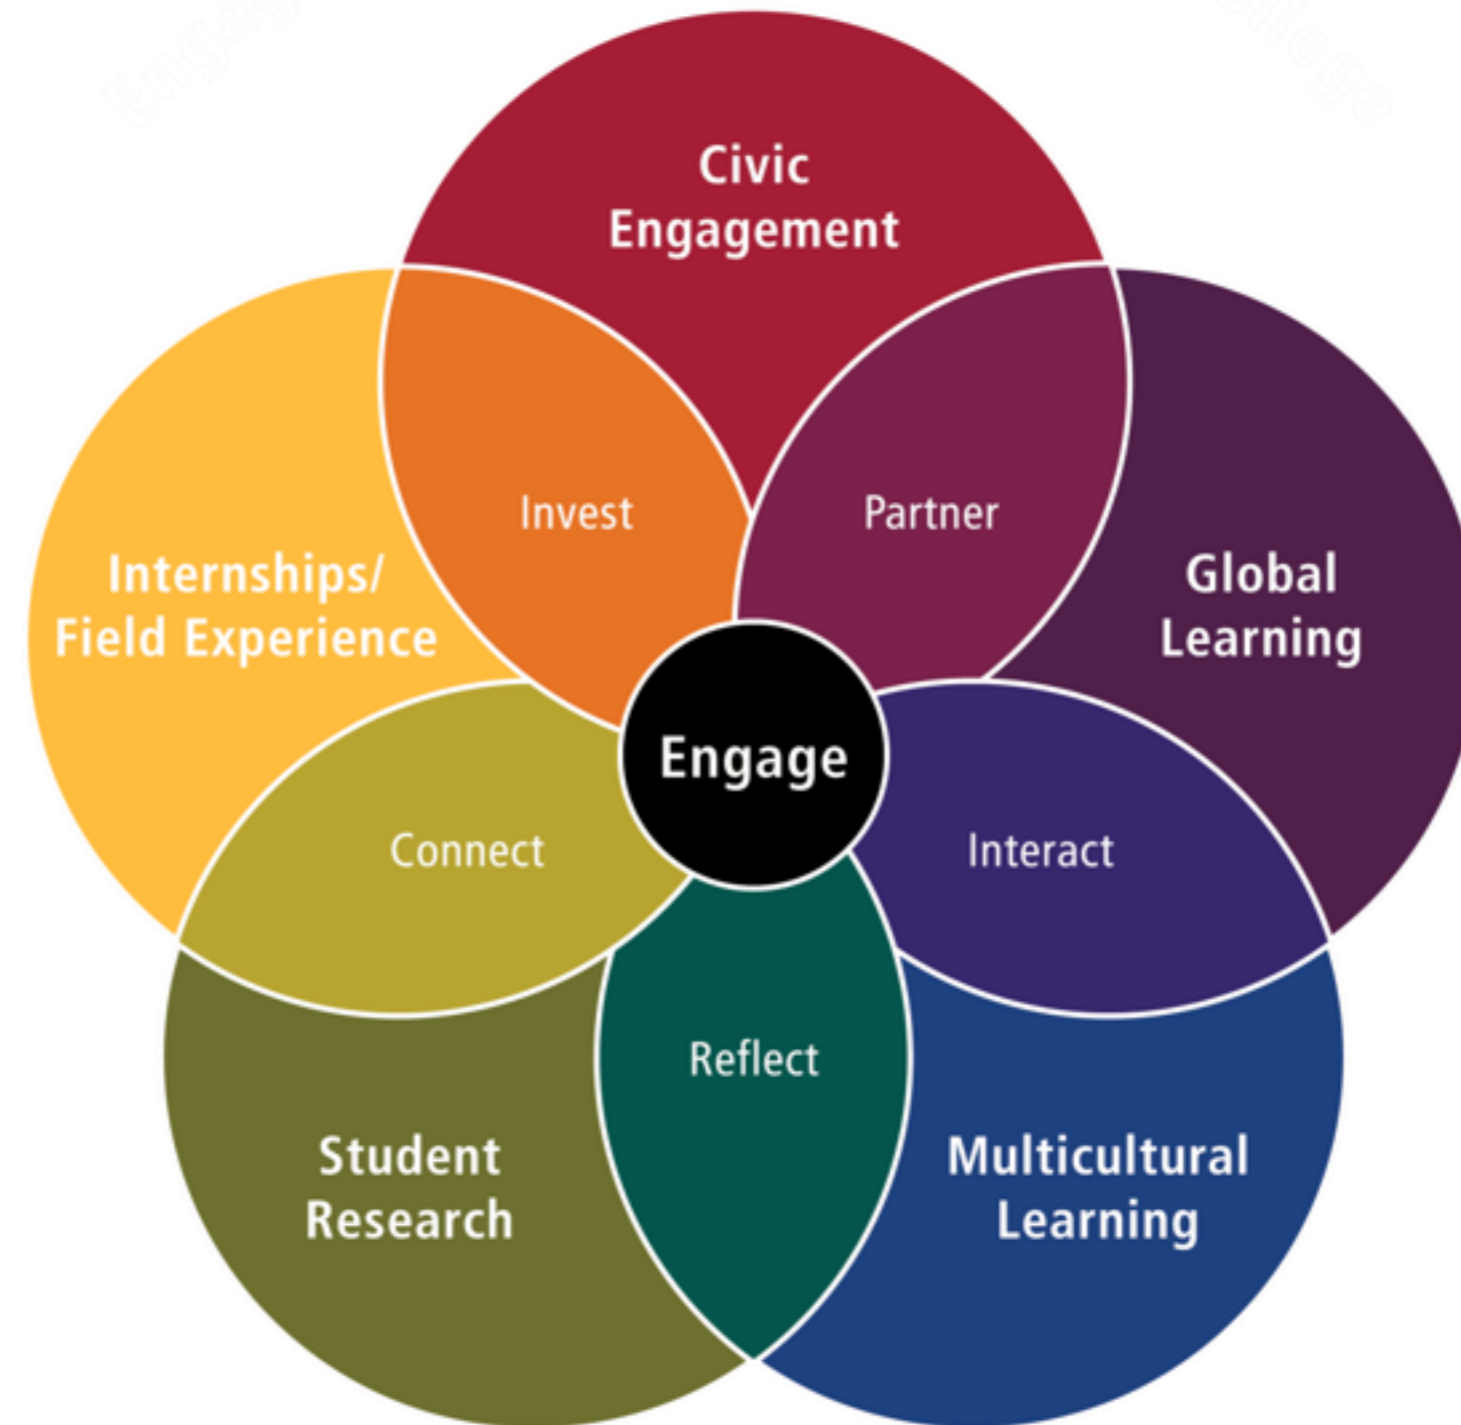 Civic
Engagement
Invest
Partner
Internships/
Field Experience
Global
Learning
Engage
Connect
Interact
Reflect
Student
Research
Multicultural
Learning